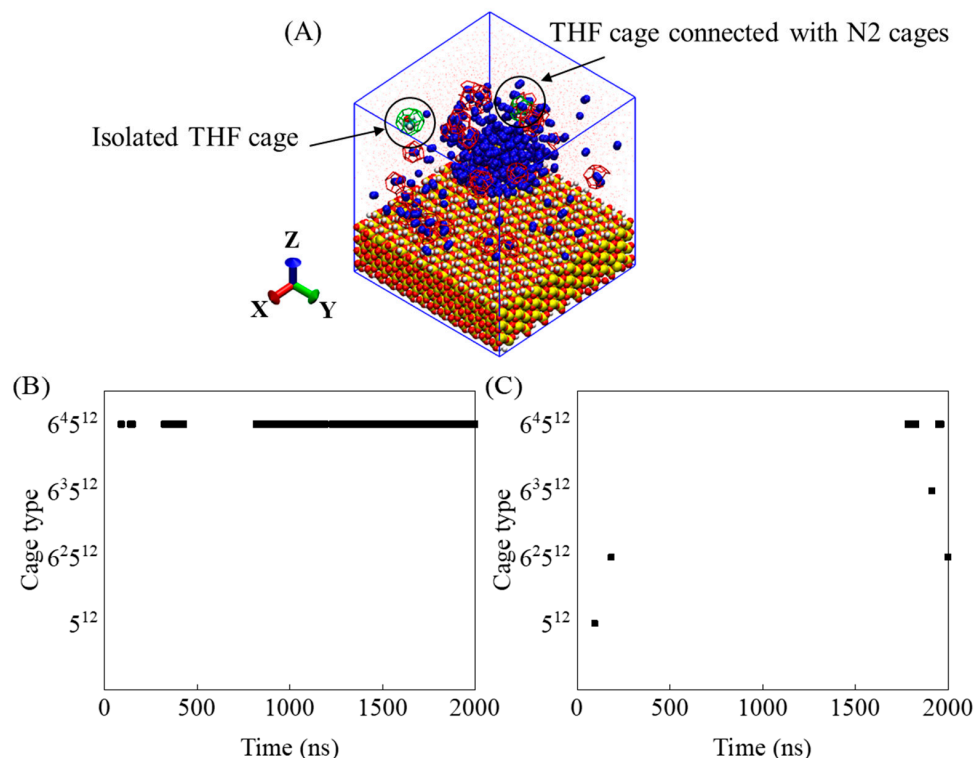 (A)
THF cage connected with N2 cages
Isolated THF cage
Z
X
Y
(B)
6⁴5¹²
6³5¹²
6²5¹²
5¹²
Cage type
0 500 1000 1500 2000
Time (ns)
(C)
6⁴5¹²
6³5¹²
6²5¹²
5¹²
Cage type
0 500 1000 1500 2000
Time (ns)